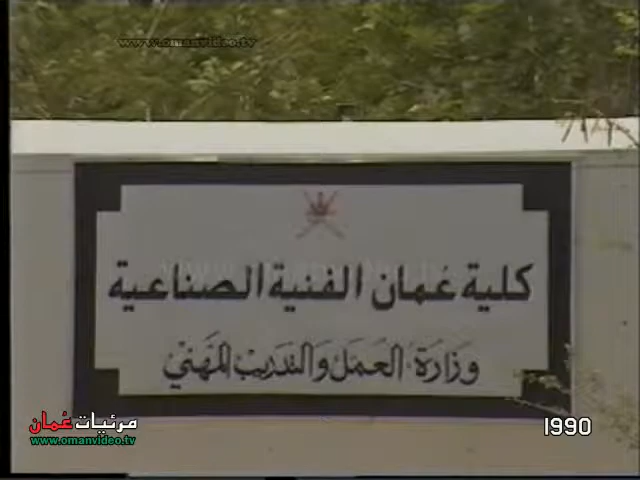 www.omanvideo.tv
كلية عمان الفنية الصناعية
وزارة العمل والتدريب المهني
مرئيات عُمان
www.omanvideo.tv
1990